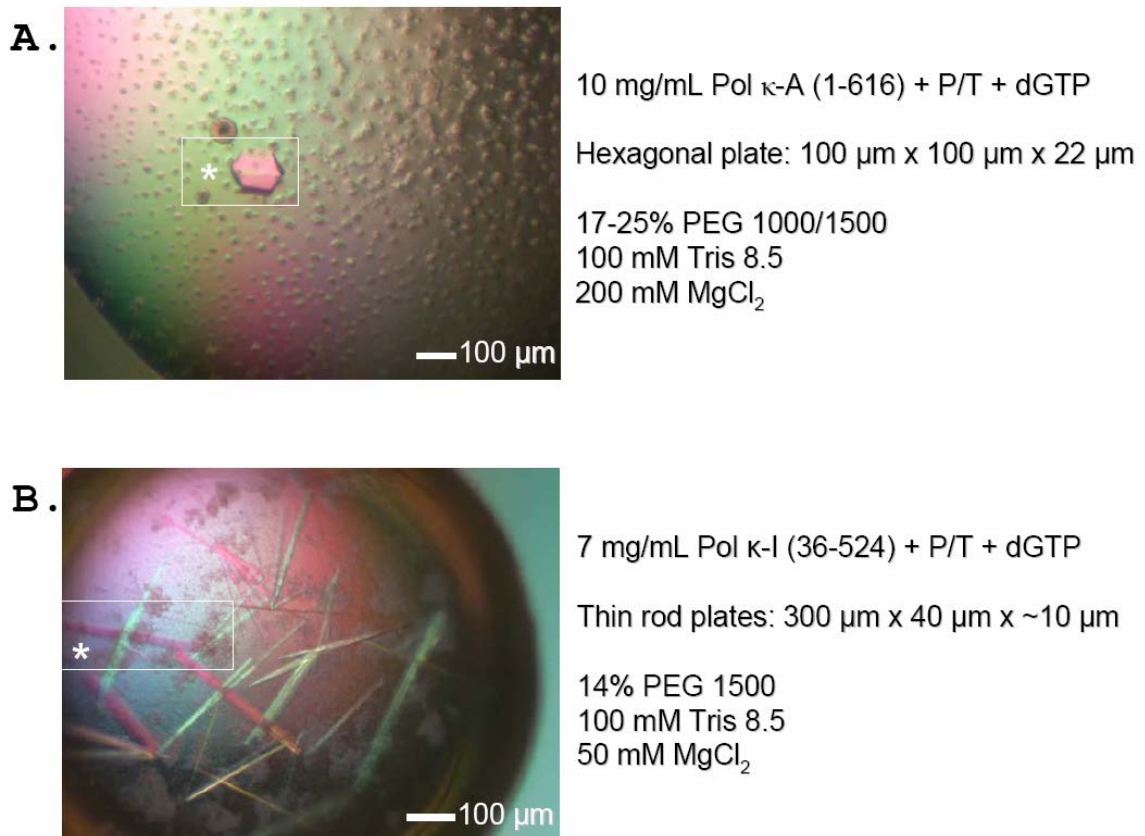 A.
10 mg/mL Pol κ-A (1-616) + P/T + dGTP
Hexagonal plate: 100 µm x 100 µm x 22 µm
17-25% PEG 1000/1500
100 mM Tris 8.5
200 mM MgCl₂
*
100 µm
B.
7 mg/mL Pol κ-I (36-524) + P/T + dGTP
Thin rod plates: 300 µm x 40 µm x ~10 µm
14% PEG 1500
100 mM Tris 8.5
50 mM MgCl₂
*
100 µm